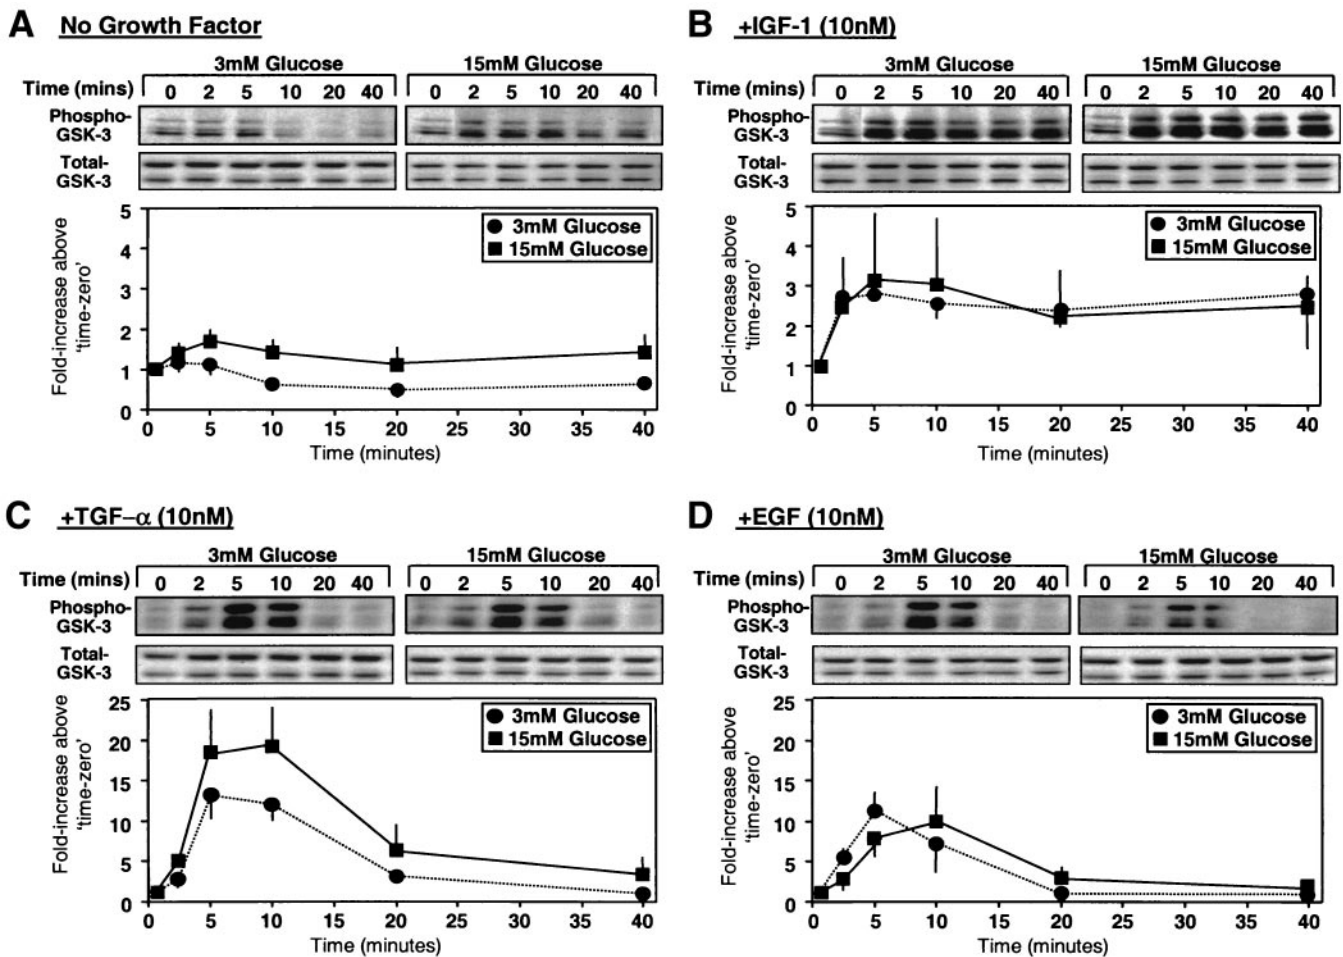 A No Growth Factor
3mM Glucose 15mM Glucose
Time (mins) 0 2 5 10 20 40 0 2 5 10 20 40
Phospho-
GSK-3
Total-
GSK-3
Fold-increase above
‘time-zero’
5
4
3
2
1
0
3mM Glucose
15mM Glucose
0 5 10 15 20 25 30 35 40
Time (minutes)
B +IGF-1 (10nM)
3mM Glucose 15mM Glucose
Time (mins) 0 2 5 10 20 40 0 2 5 10 20 40
Phospho-
GSK-3
Total-
GSK-3
Fold-increase above
‘time-zero’
5
4
3
2
1
0
3mM Glucose
15mM Glucose
0 5 10 15 20 25 30 35 40
Time (minutes)
C +TGF–α (10nM)
3mM Glucose 15mM Glucose
Time (mins) 0 2 5 10 20 40 0 2 5 10 20 40
Phospho-
GSK-3
Total-
GSK-3
Fold-increase above
‘time-zero’
25
20
15
10
5
0
3mM Glucose
15mM Glucose
0 5 10 15 20 25 30 35 40
Time (minutes)
D +EGF (10nM)
3mM Glucose 15mM Glucose
Time (mins) 0 2 5 10 20 40 0 2 5 10 20 40
Phospho-
GSK-3
Total-
GSK-3
Fold-increase above
‘time-zero’
25
20
15
10
5
0
3mM Glucose
15mM Glucose
0 5 10 15 20 25 30 35 40
Time (minutes)